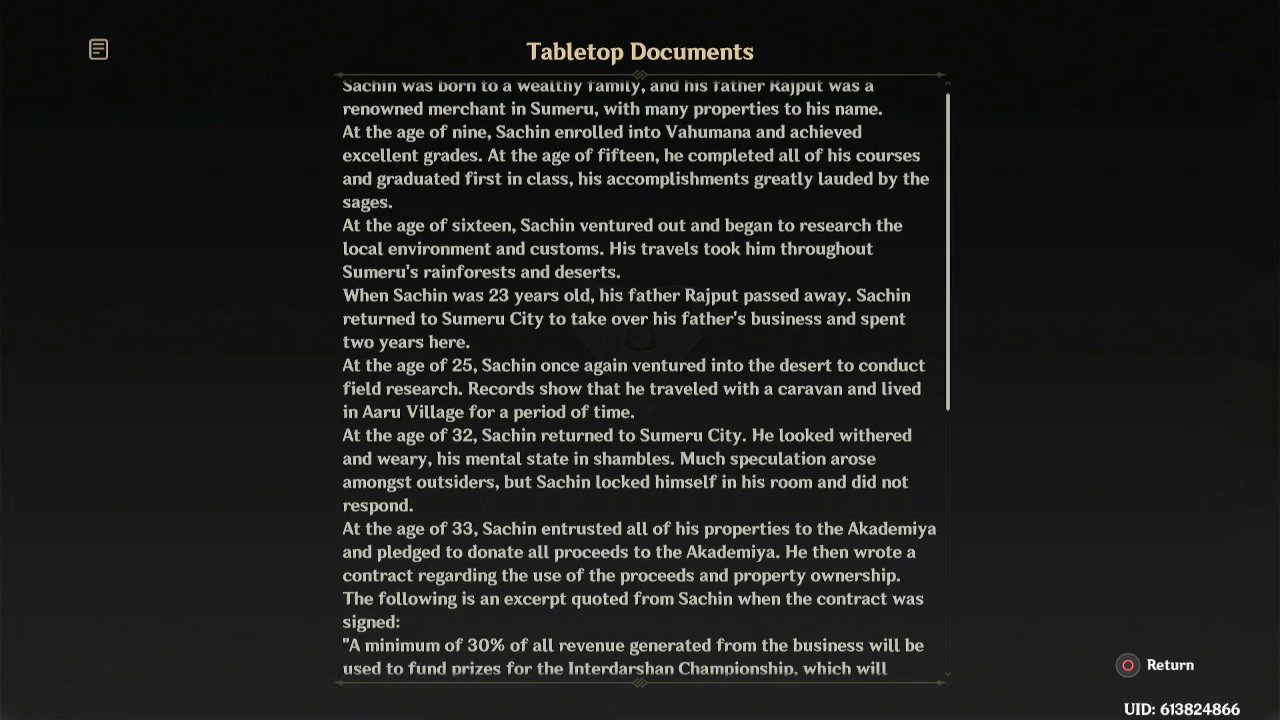 Tabletop Documents
Sachin was born to a wealthy family, and his father Rajput was a
renowned merchant in Sumeru, with many properties to his name.
At the age of nine, Sachin enrolled into Vahumana and achieved
excellent grades. At the age of fifteen, he completed all of his courses
and graduated first in class, his accomplishments greatly lauded by the
sages.
At the age of sixteen, Sachin ventured out and began to research the
local environment and customs. His travels took him throughout
Sumeru's rainforests and deserts.
When Sachin was 23 years old, his father Rajput passed away. Sachin
returned to Sumeru City to take over his father's business and spent
two years here.
At the age of 25, Sachin once again ventured into the desert to conduct
field research. Records show that he traveled with a caravan and lived
in Aaru Village for a period of time.
At the age of 32, Sachin returned to Sumeru City. He looked withered
and weary, his mental state in shambles. Much speculation arose
amongst outsiders, but Sachin locked himself in his room and did not
respond.
At the age of 33, Sachin entrusted all of his properties to the Akademiya
and pledged to donate all proceeds to the Akademiya. He then wrote a
contract regarding the use of the proceeds and property ownership.
The following is an excerpt quoted from Sachin when the contract was
signed:
"A minimum of 30% of all revenue generated from the business will be
used to fund prizes for the Interdarshan Championship, which will
Return
UID: 613824866